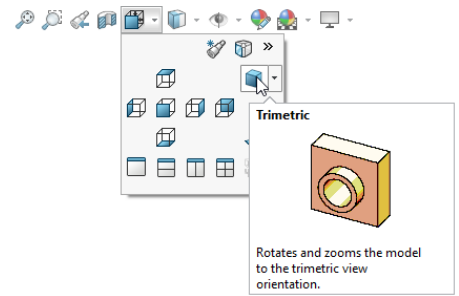 »
Trimetric
Rotates and zooms the model
to the trimetric view
orientation.